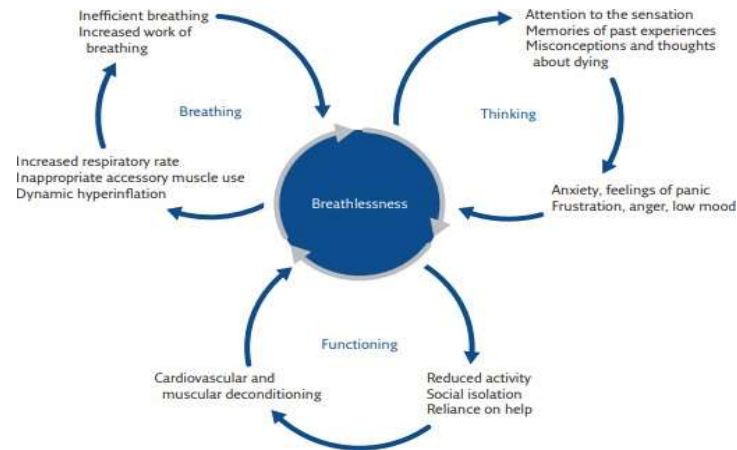 Inefficient breathing
Increased work of
breathing
Breathing
Increased respiratory rate
Inappropriate accessory muscle use
Dynamic hyperinflation
Attention to the sensation
Memories of past experiences
Misconceptions and thoughts
about dying
Thinking
Anxiety, feelings of panic
Frustration, anger, low mood
Breathlessness
Functioning
Reduced activity
Social isolation
Reliance on help
Cardiovascular and
muscular deconditioning